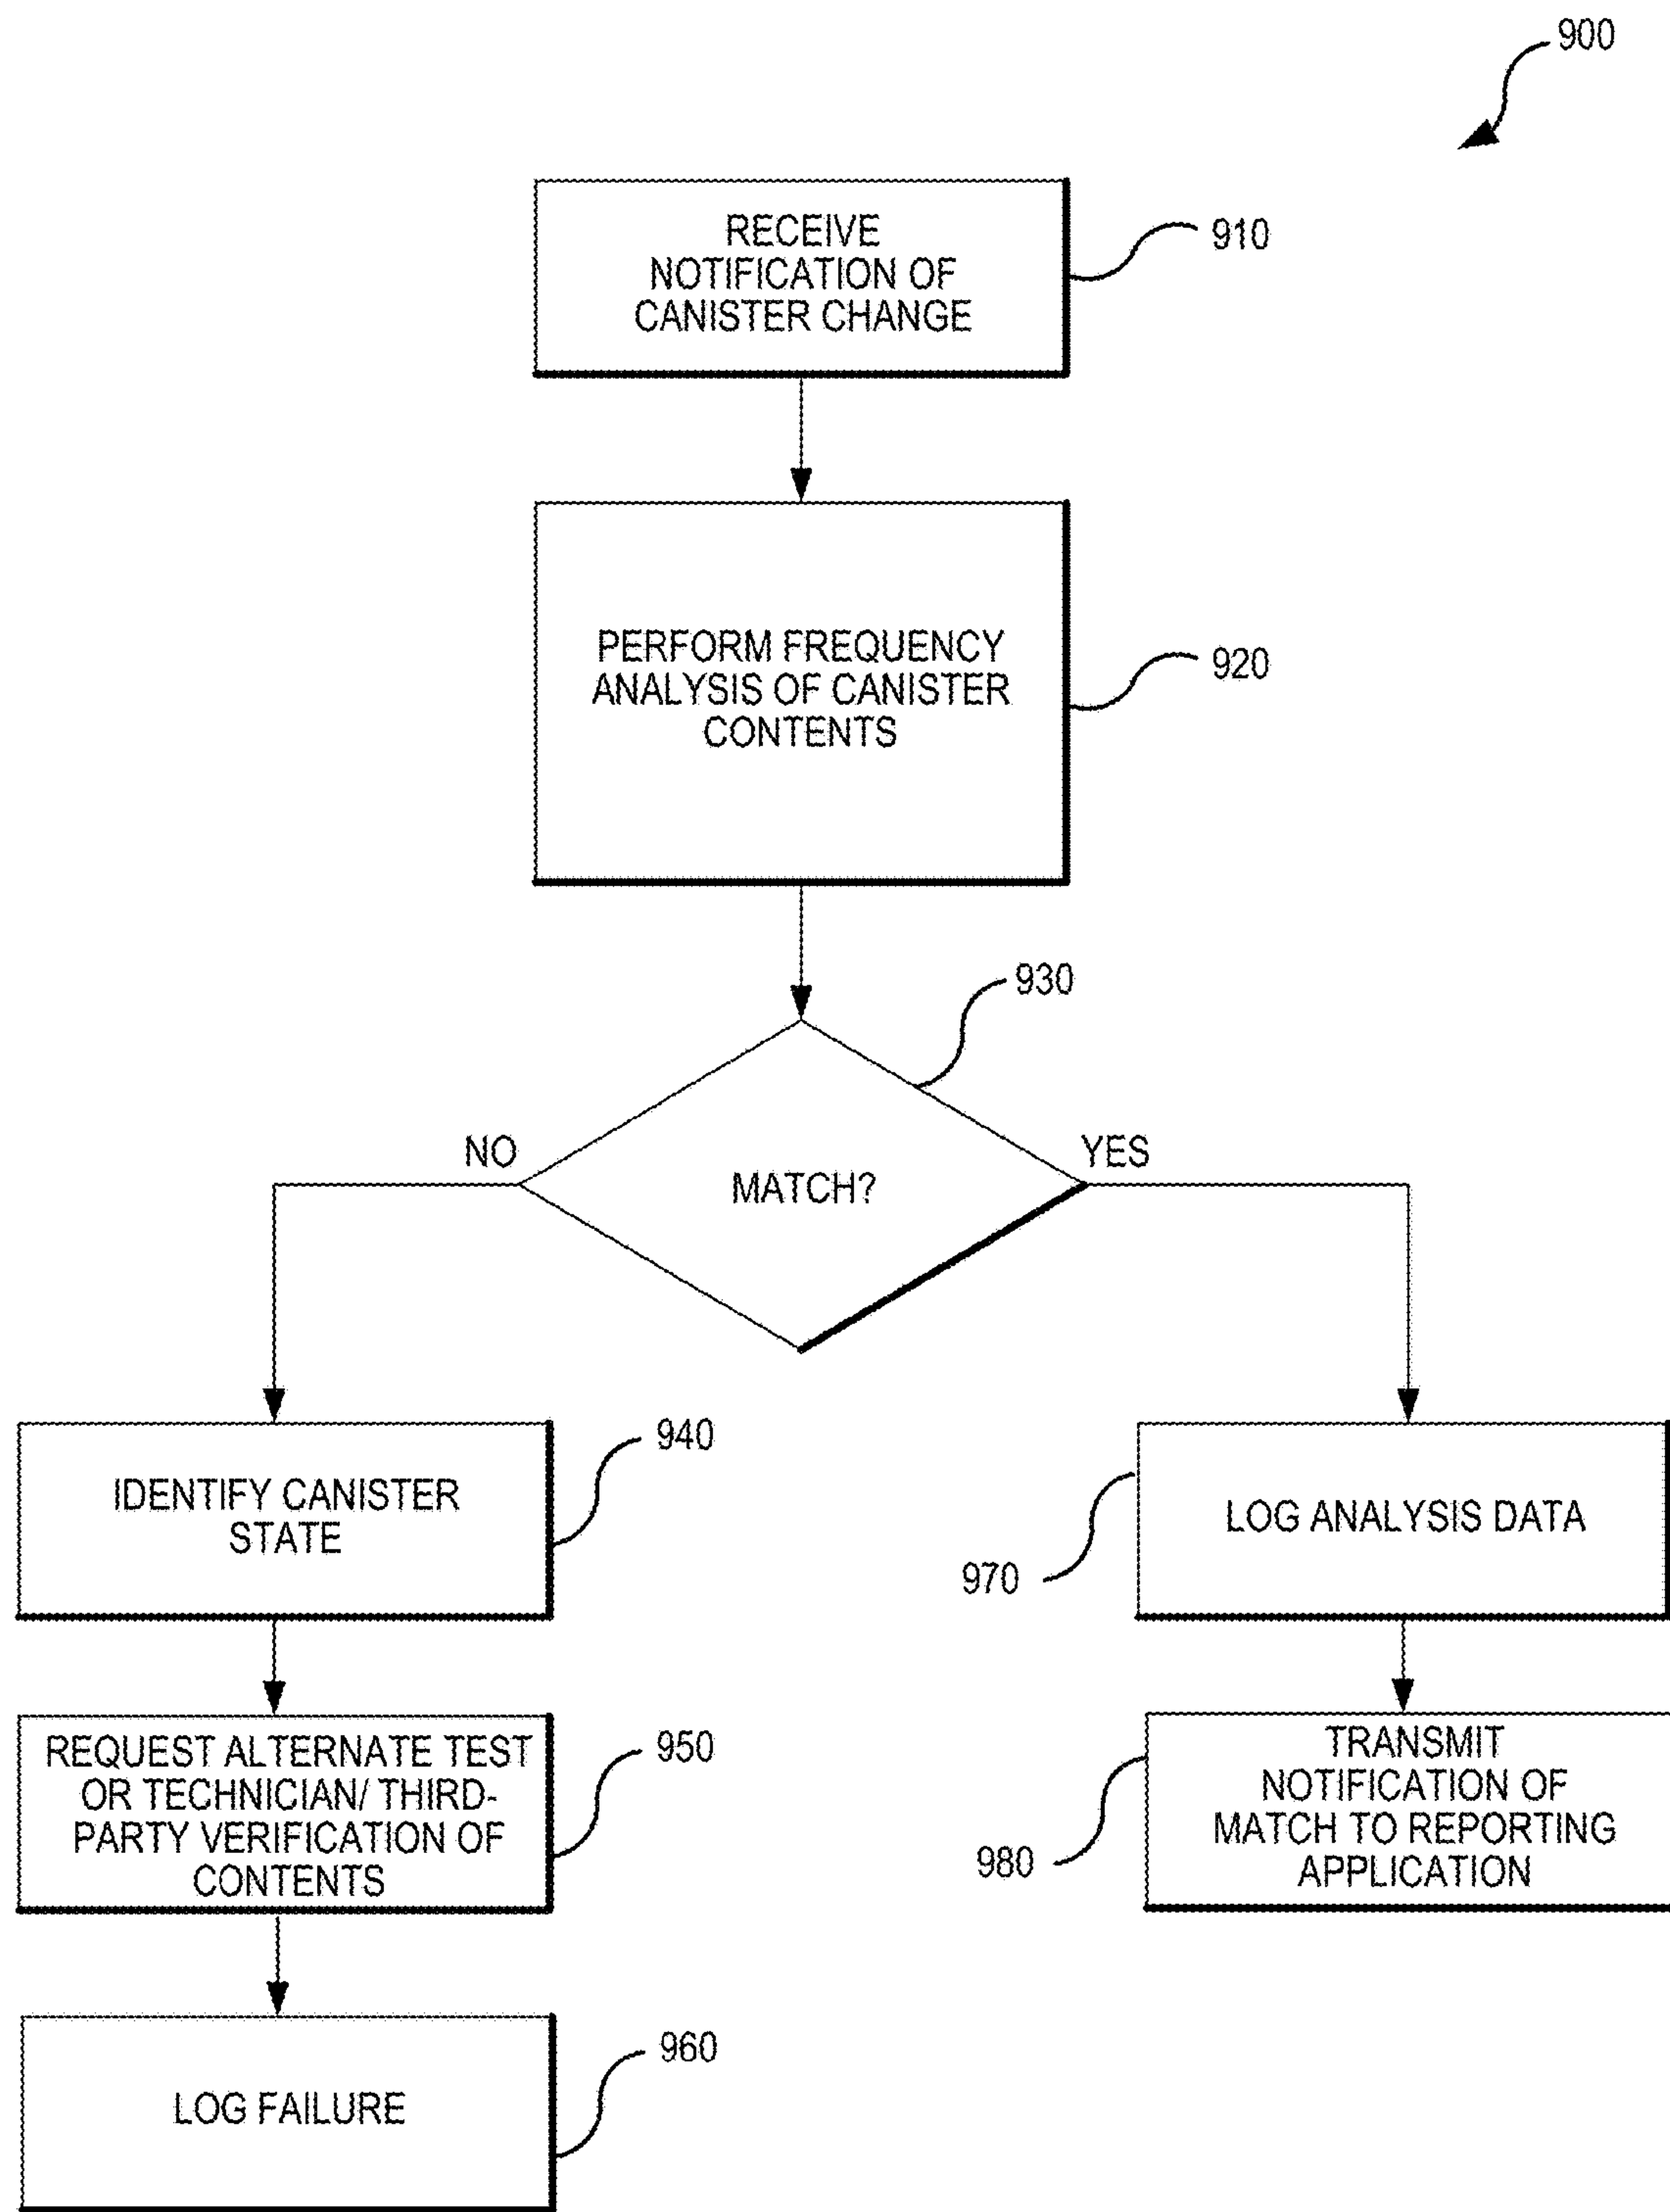 900
RECEIVE
NOTIFICATION OF
CANISTER CHANGE
910
PERFORM FREQUENCY
ANALYSIS OF CANISTER
CONTENTS
920
930
NO
MATCH?
YES
IDENTIFY CANISTER
STATE
940
REQUEST ALTERNATE TEST
OR TECHNICIAN/ THIRD-
PARTY VERIFICATION OF
CONTENTS
950
LOG FAILURE
960
LOG ANALYSIS DATA
970
TRANSMIT
NOTIFICATION OF
MATCH TO REPORTING
APPLICATION
980